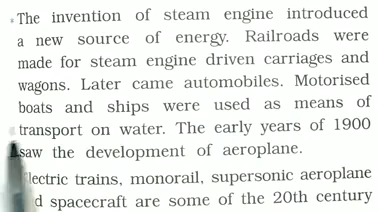 The invention of steam engine introduced
a new source of energy. Railroads were
made for steam engine driven carriages and
wagons. Later came automobiles. Motorised
boats and ships were used as means of
transport on water. The early years of 1900
saw the development of aeroplane.
lectric trains, monorail, supersonic aeroplane
d spacecraft are some of the 20th century